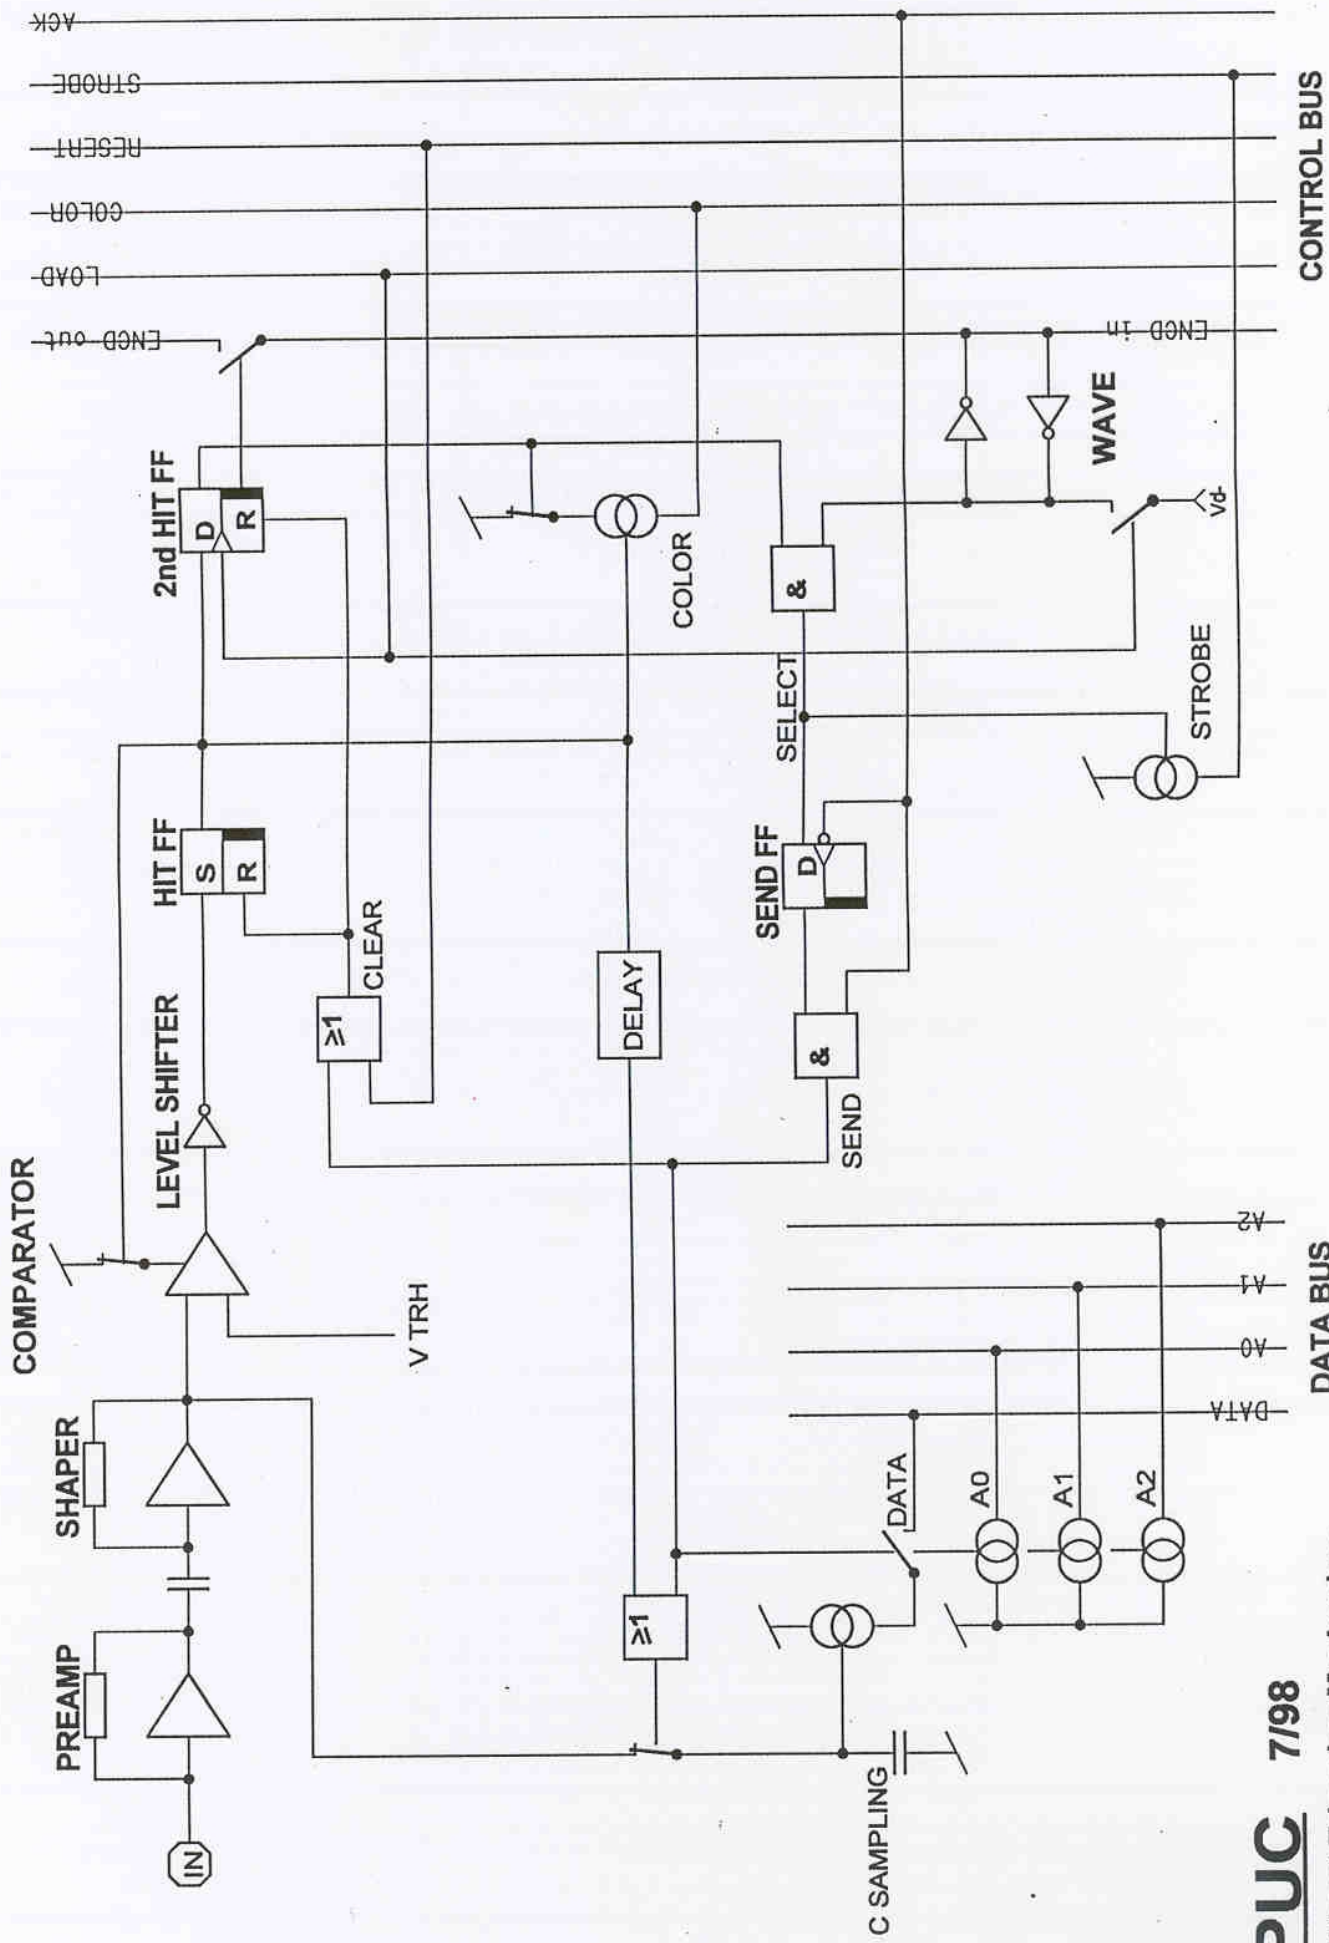 COMPARATOR
V TRH
LEVEL SHIFTER
HIT FF
S
R
2nd HIT FF
D
R
PREAMP
SHAPER
IN
≥1
CLEAR
DELAY
COLOR
ENCD out
LOAD
COLOR
RESERT
STROBE
ACK
≥1
C SAMPLING
DATA
A0
A1
A2
&
SEND
SEND FF
D
SELECT
&
STROBE
WAVE
Vd-
ENCD in
DATA
A0
A1
A2
DATA BUS
CONTROL BUS
PUC 7/98